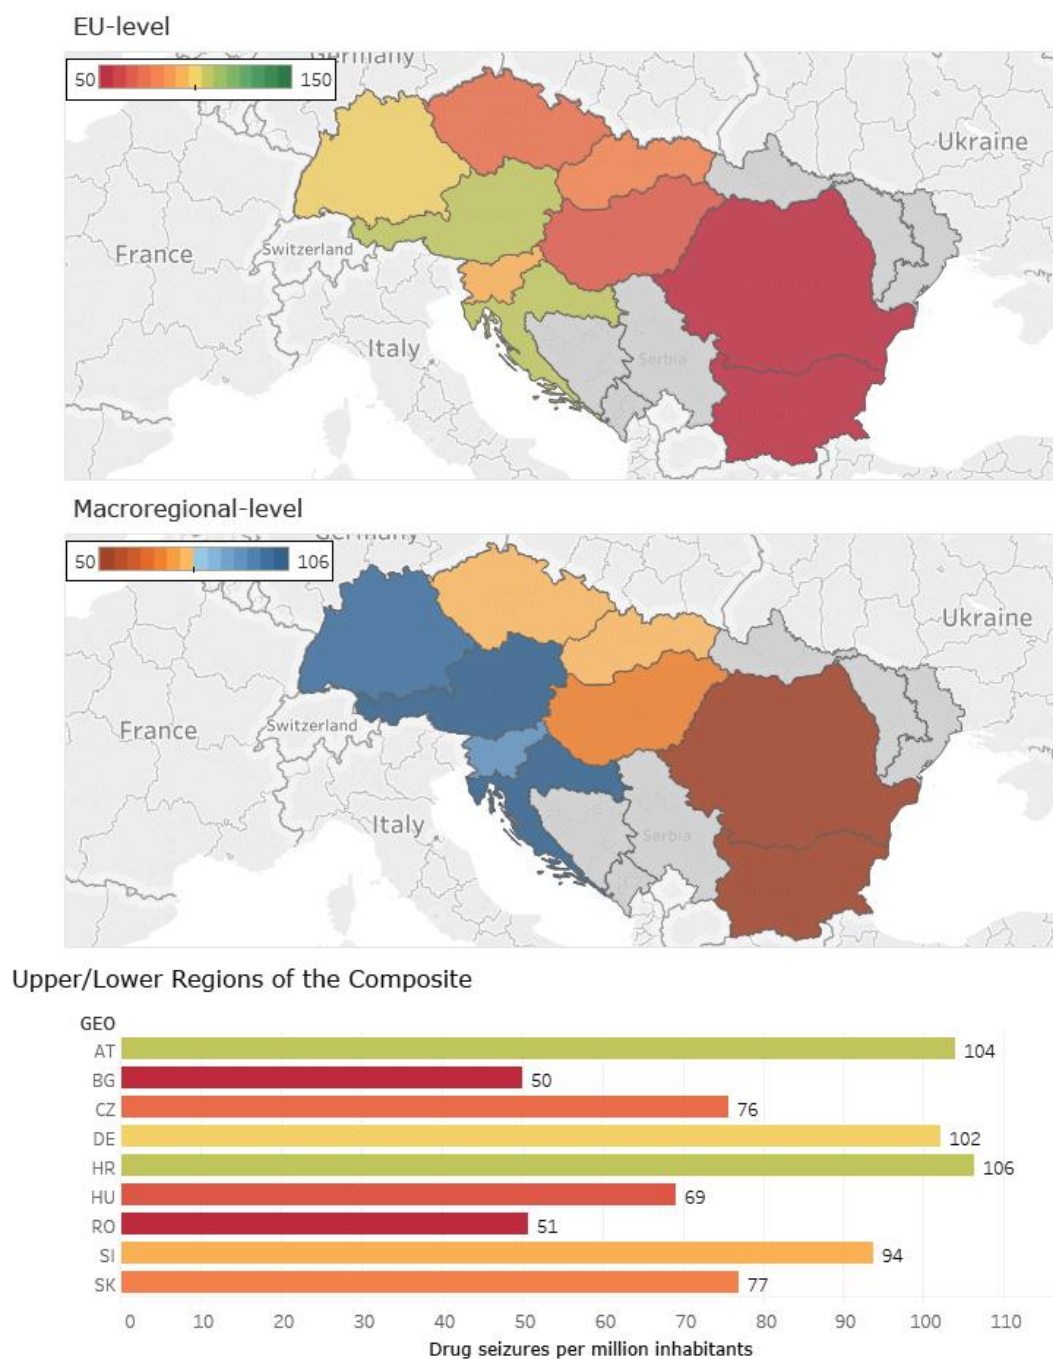 EU-level
Germany
50 150
Ukraine
France
Switzerland
Italy
Serbia
Macroregional-level
Germany
50 106
Ukraine
France
Switzerland
Italy
Serbia
Upper/Lower Regions of the Composite
GEO
AT 104
BG 50
CZ 76
DE 102
HR 106
HU 69
RO 51
SI 94
SK 77
0 10 20 30 40 50 60 70 80 90 100 110
Drug seizures per million inhabitants